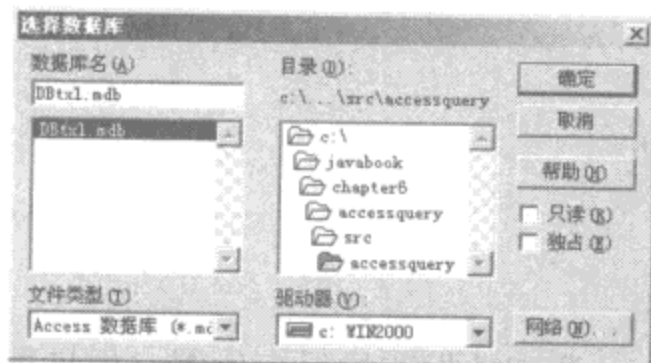 选择数据库
数据库名(A)
DBtxl.mdb
DBtxl.mdb
文件类型(T)
Access 数据库 (*.md
目录(D):
c:\...\src\accessquery
c:\
javabook
chapter6
accessquery
src
accessquery
驱动器(V):
c: WIN2000
确定
取消
帮助(H)
只读(R)
独占(E)
网络(N)...